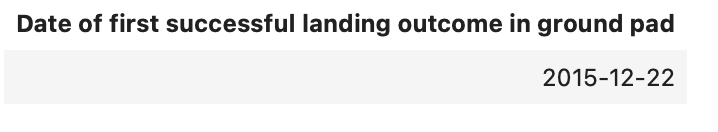 Date of first successful landing outcome in ground pad
2015-12-22